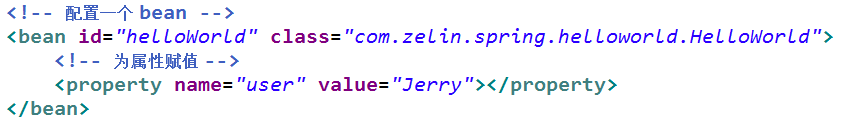 <!-- 配置一个 bean -->
<bean id="helloWorld" class="com.zelin.spring.helloworld.HelloWorld">
    <!-- 为属性赋值 -->
    <property name="user" value="Jerry"></property>
</bean>